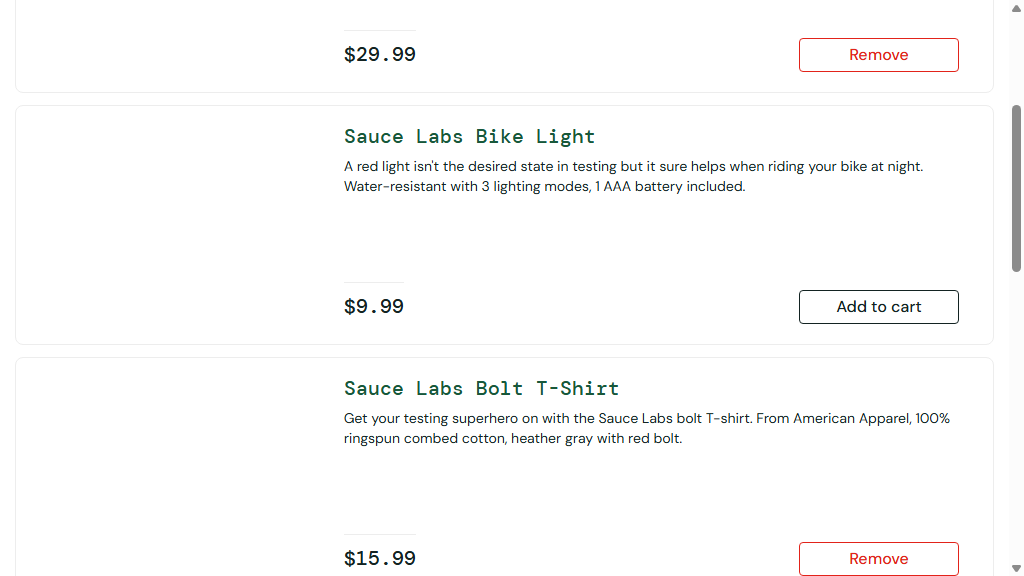 $29.99
Remove
Sauce Labs Bike Light
A red light isn't the desired state in testing but it sure helps when riding your bike at night.
Water-resistant with 3 lighting modes, 1 AAA battery included.
$9.99
Add to cart
Sauce Labs Bolt T-Shirt
Get your testing superhero on with the Sauce Labs bolt T-shirt. From American Apparel, 100%
ringspun combed cotton, heather gray with red bolt.
$15.99
Remove